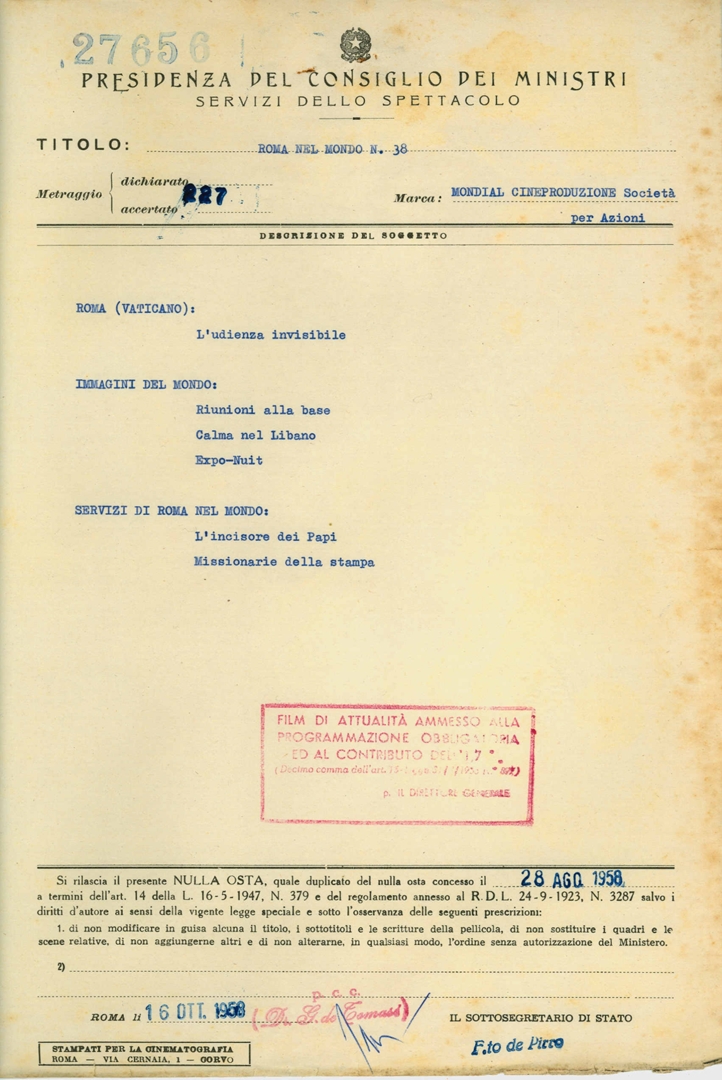 27656
PRESIDENZA DEL CONSIGLIO DEI MINISTRI
SERVIZI DELLO SPETTACOLO
TITOLO: ROMA NEL MONDO N. 38
Metraggio dichiarato
accertato 227
Marca: MONDIAL CINEPRODUZIONE Società
per Azioni
DESCRIZIONE DEL SOGGETTO
ROMA (VATICANO):
L'udienza invisibile
IMMAGINI DEL MONDO:
Riunioni alla base
Calma nel Libano
Expo-Nuit
SERVIZI DI ROMA NEL MONDO:
L'incisore dei Papi
Missionarie della stampa
FILM DI ATTUALITÀ AMMESSO ALLA
PROGRAMMAZIONE OBBLIGATORIA
ED AL CONTRIBUTO DEL
(Decimo comma dell'art. 15
p. IL DIRETTORE GENERALE
Si rilascia il presente NULLA OSTA, quale duplicato del nulla osta concesso il 28 AGO 1958
a termini dell'art. 14 della L. 16-5-1947, N. 379 e del regolamento annesso al R.D.L. 24-9-1923, N. 3287 salvo i
diritti d'autore ai sensi della vigente legge speciale e sotto l'osservanza delle seguenti prescrizioni:
1. di non modificare in guisa alcuna il titolo, i sottotitoli e le scritture della pellicola, di non sostituire i quadri e le
scene relative, di non aggiungerne altri e di non alterarne, in qualsiasi modo, l'ordine senza autorizzazione del Ministero.
2)
p. c. c.
ROMA li 16 OTT. 1958 (Dr. G. de Tomasi) IL SOTTOSEGRETARIO DI STATO
F.to de Pirro
STAMPATI PER LA CINEMATOGRAFIA
ROMA — VIA CERNAIA, 1 — CORVO